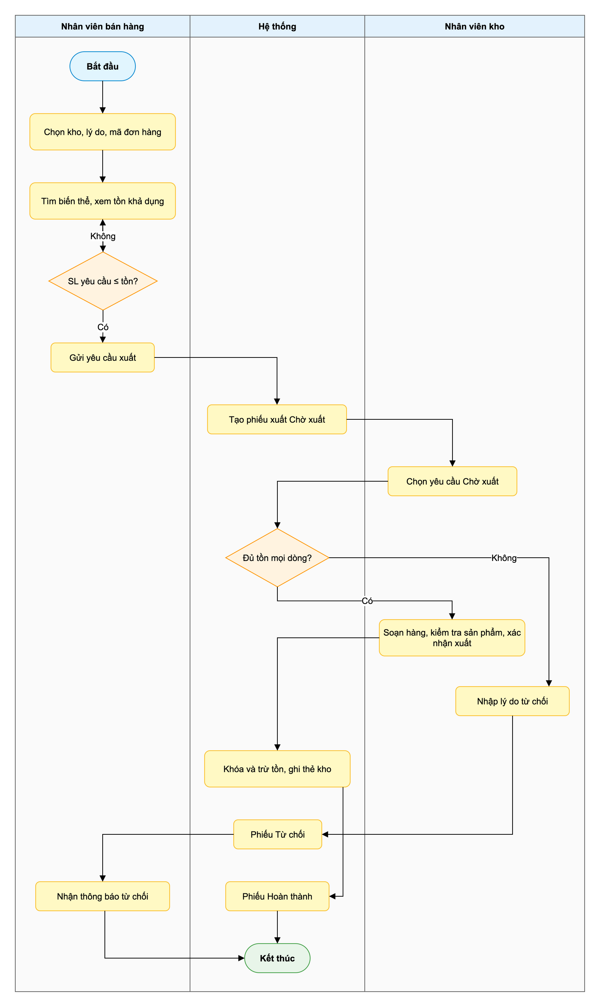 Nhân viên bán hàng
Hệ thống
Nhân viên kho
Bắt đầu
Chọn kho, lý do, mã đơn hàng
Tìm biến thể, xem tồn khả dụng
Không
SL yêu cầu ≤ tồn?
Có
Gửi yêu cầu xuất
Tạo phiếu xuất Chờ xuất
Chọn yêu cầu Chờ xuất
Đủ tồn mọi dòng?
Không
Có
Soạn hàng, kiểm tra sản phẩm, xác
nhận xuất
Nhập lý do từ chối
Khóa và trừ tồn, ghi thẻ kho
Phiếu Từ chối
Nhận thông báo từ chối
Phiếu Hoàn thành
Kết thúc